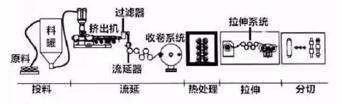 过滤器
料罐
挤出机
收卷系统
拉伸系统
原料
流延器
投料
流延
热处理
拉伸
分切